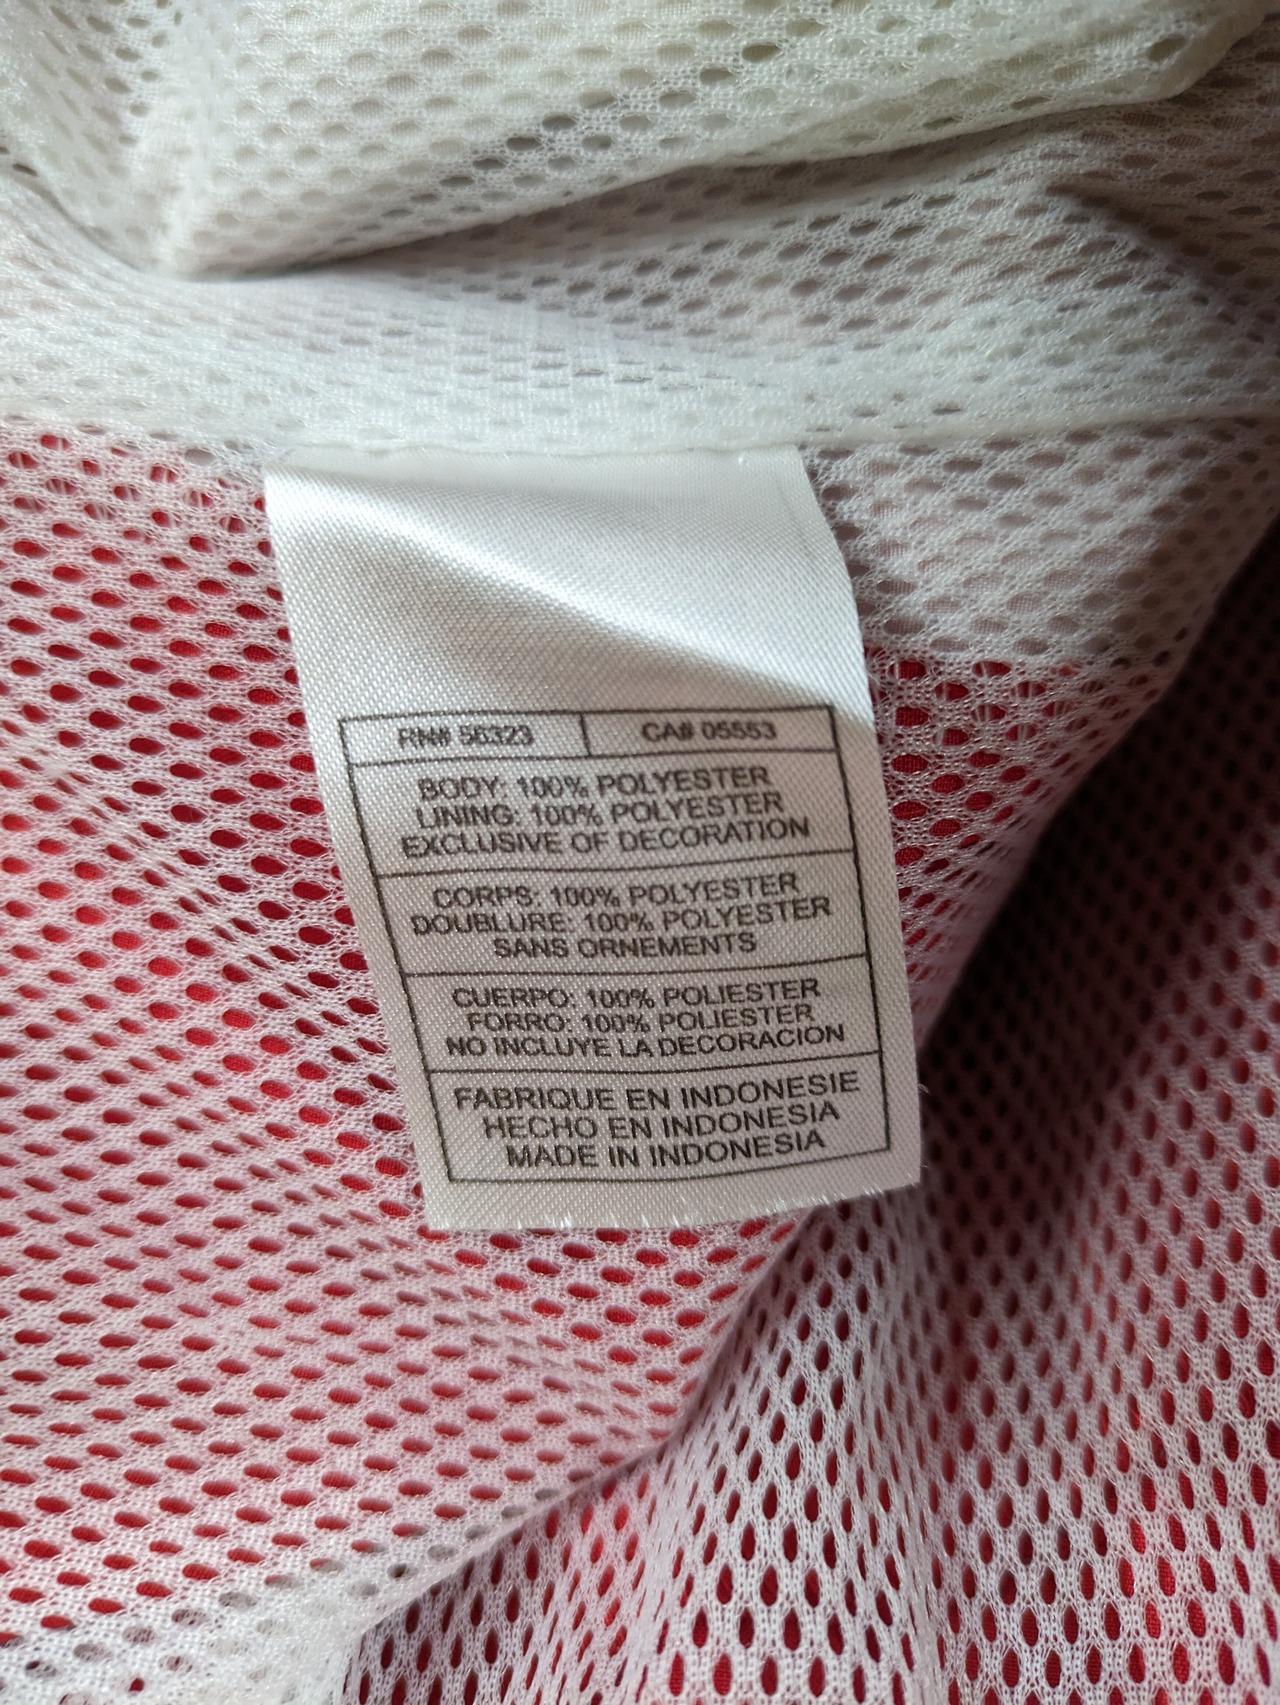 RN# 56323 CA# 05553
BODY: 100% POLYESTER
LINING: 100% POLYESTER
EXCLUSIVE OF DECORATION
CORPS: 100% POLYESTER
DOUBLURE: 100% POLYESTER
SANS ORNEMENTS
CUERPO: 100% POLIESTER
FORRO: 100% POLIESTER
NO INCLUYE LA DECORACION
FABRIQUE EN INDONESIE
HECHO EN INDONESIA
MADE IN INDONESIA